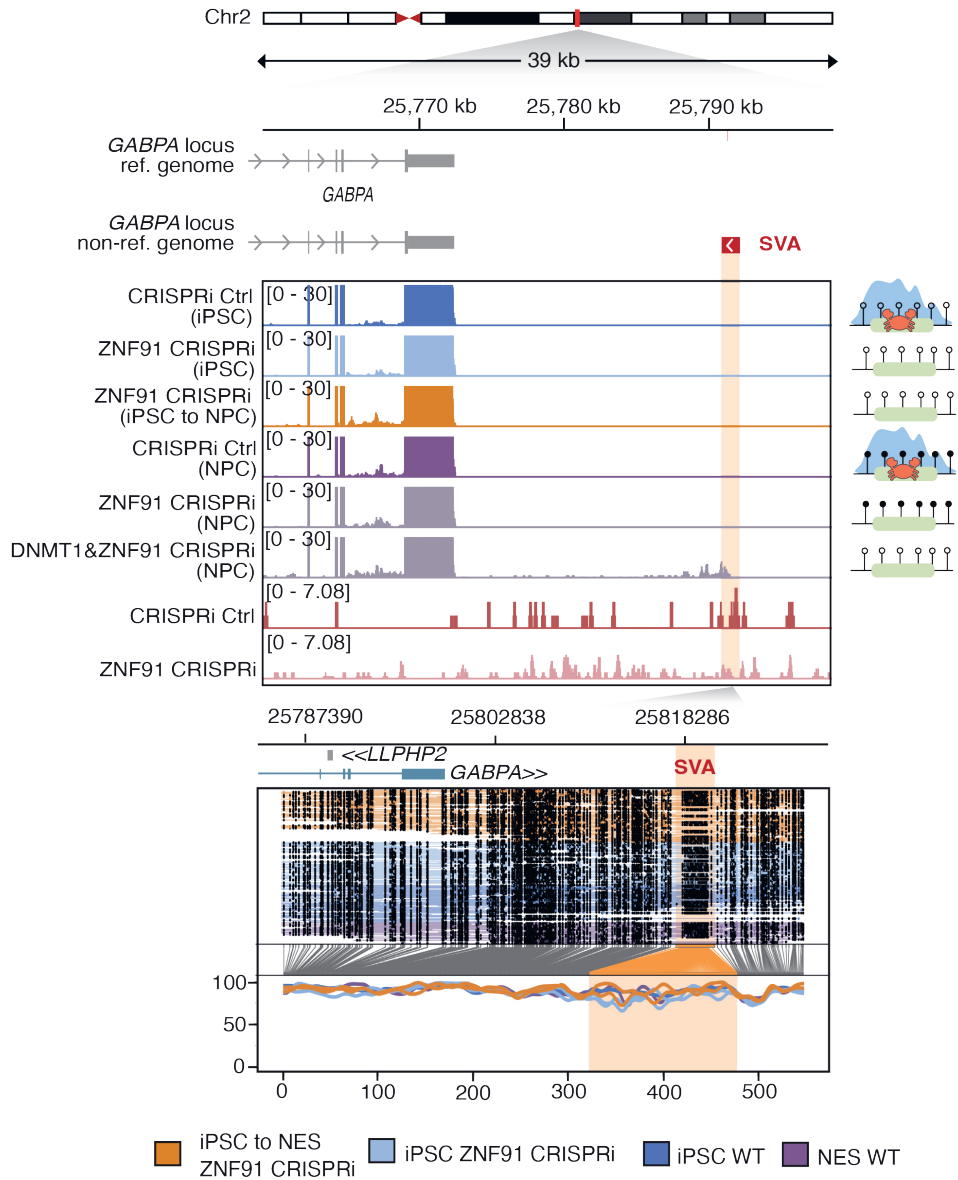 Chr2
39 kb
25,770 kb 25,780 kb 25,790 kb
GABPA locus
ref. genome
GABPA
GABPA locus
non-ref. genome
SVA
CRISPRi Ctrl
(iPSC)
[0 - 30]
ZNF91 CRISPRi
(iPSC)
[0 - 30]
ZNF91 CRISPRi
(iPSC to NPC)
[0 - 30]
CRISPRi Ctrl
(NPC)
[0 - 30]
ZNF91 CRISPRi
(NPC)
[0 - 30]
DNMT1&ZNF91 CRISPRi
(NPC)
[0 - 30]
CRISPRi Ctrl
[0 - 7.08]
ZNF91 CRISPRi
[0 - 7.08]
25787390 25802838 25818286
<<LLPHP2
GABPA>>
SVA
100
50
0
0 100 200 300 400 500
iPSC to NES
ZNF91 CRISPRi
iPSC ZNF91 CRISPRi
iPSC WT
NES WT